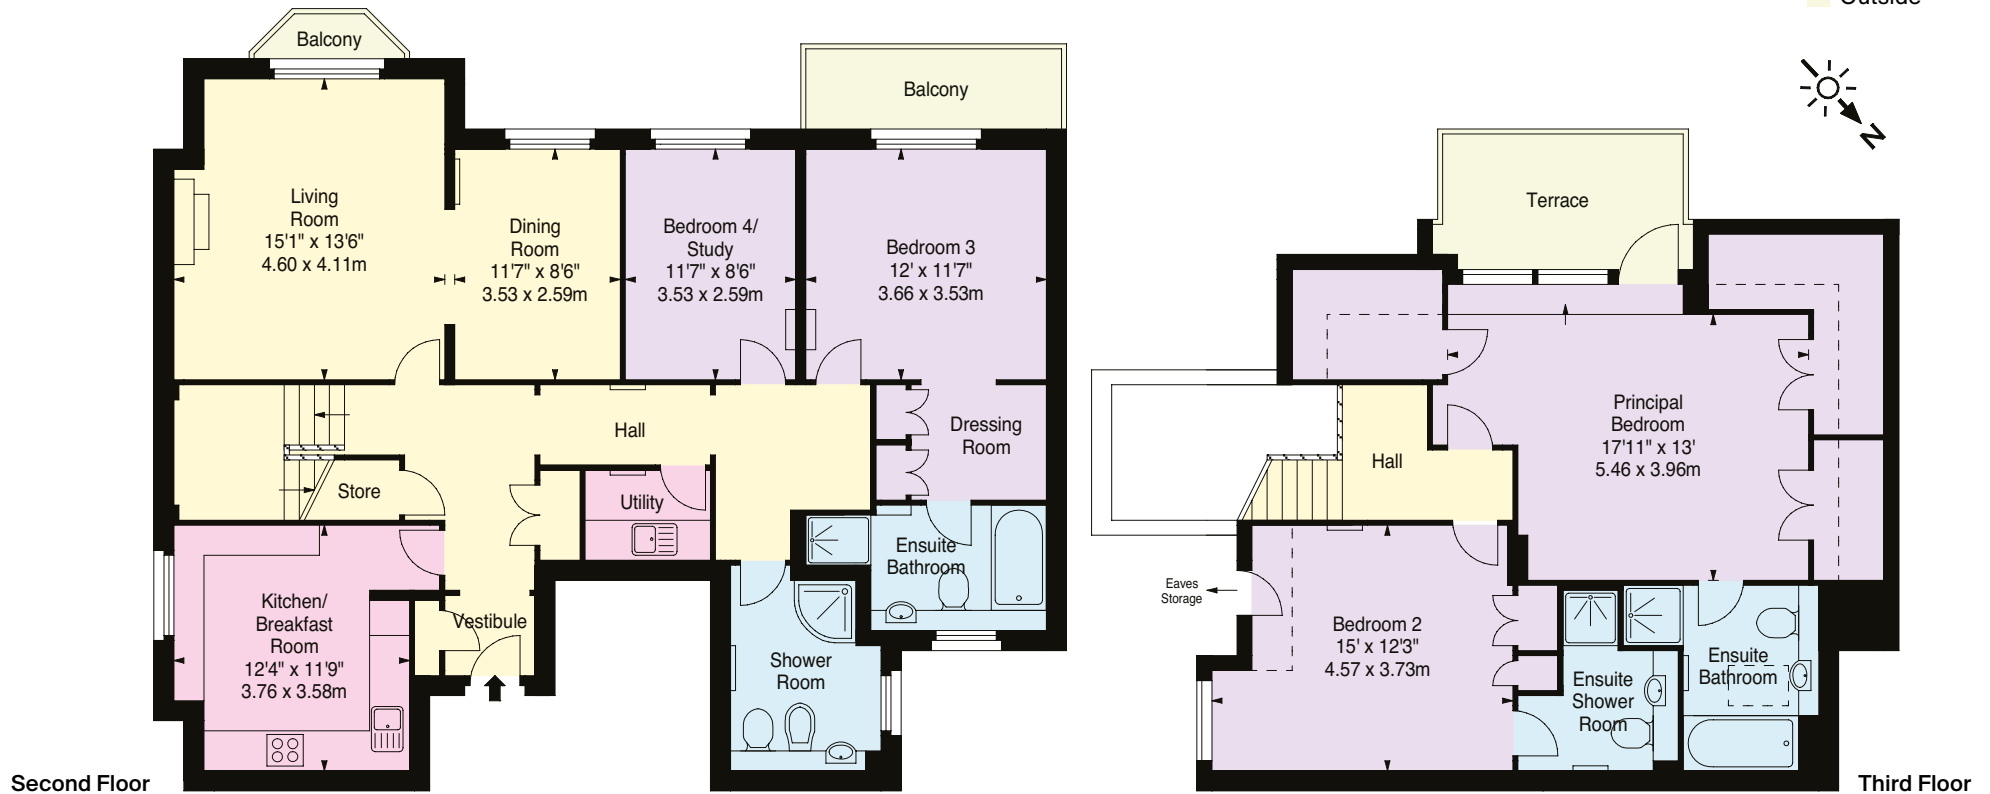 Outside
Balcony
Balcony
Living
Room
15'1" x 13'6"
4.60 x 4.11m
Dining
Room
11'7" x 8'6"
3.53 x 2.59m
Bedroom 4/
Study
11'7" x 8'6"
3.53 x 2.59m
Bedroom 3
12' x 11'7"
3.66 x 3.53m
Hall
Dressing
Room
Store
Utility
Ensuite
Bathroom
Kitchen/
Breakfast
Room
12'4" x 11'9"
3.76 x 3.58m
Vestibule
Shower
Room
Second Floor
N
Terrace
Principal
Bedroom
17'11" x 13'
5.46 x 3.96m
Hall
Eaves
Storage
Bedroom 2
15' x 12'3"
4.57 x 3.73m
Ensuite
Shower
Room
Ensuite
Bathroom
Third Floor